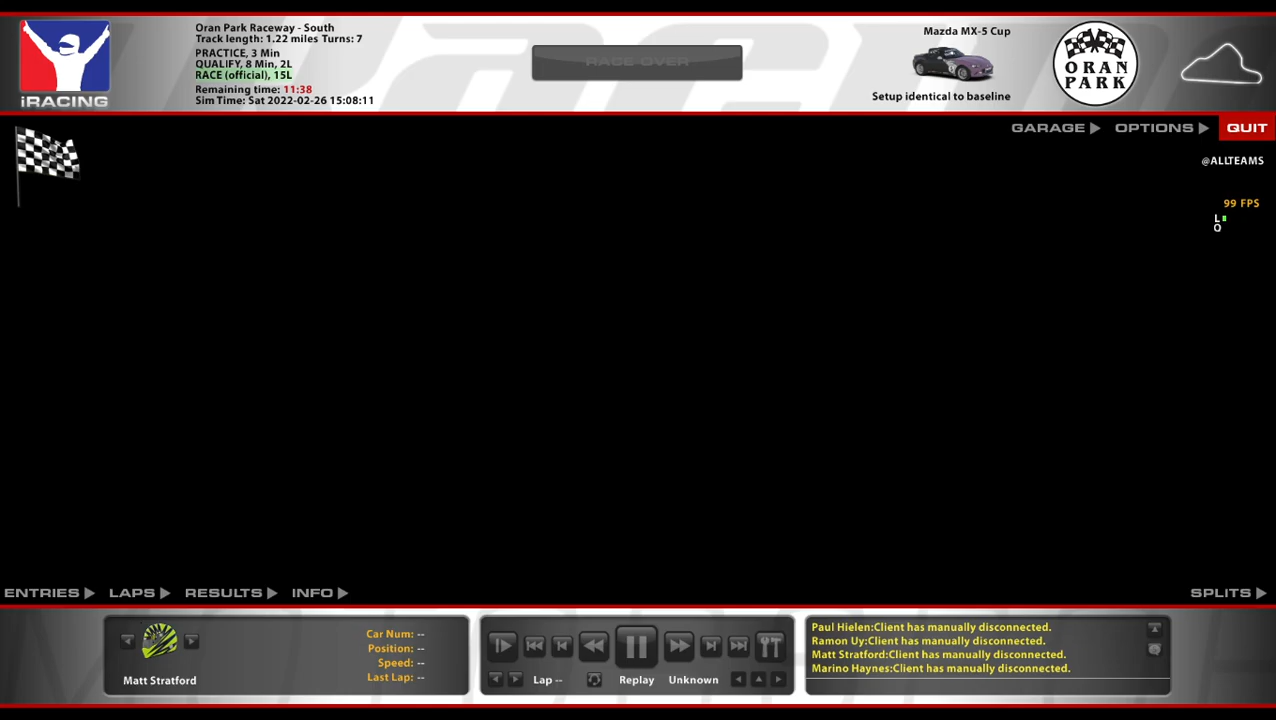 Oran Park Raceway - South
Track length: 1.22 miles Turns: 7
PRACTICE, 3 Min
QUALIFY, 8 Min, 2L
RACE (official), 15L
Remaining time: 11:38
Sim Time: Sat 2022-02-26 15:08:11
iRACING
RACE OVER
Mazda MX-5 Cup
Setup identical to baseline
ORAN
PARK
GARAGE
OPTIONS
QUIT
@ALLTEAMS
99 FPS
L
Q
ENTRIES
LAPS
RESULTS
INFO
SPLITS
Matt Stratford
Car Num: --
Position: --
Speed: --
Last Lap: --
Lap --
Replay
Unknown
Paul Hielen:Client has manually disconnected.
Ramon Uy:Client has manually disconnected.
Matt Stratford:Client has manually disconnected.
Marino Haynes:Client has manually disconnected.